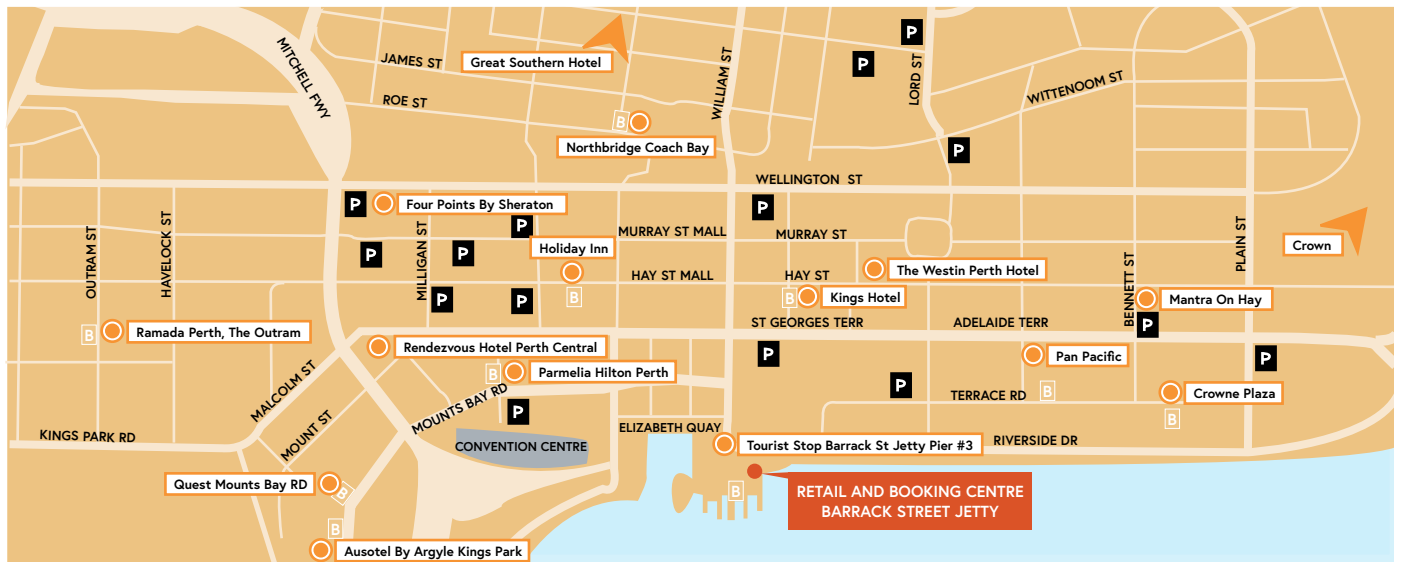 P
MITCHELL FWY
JAMES ST
Great Southern Hotel
WILLIAM ST
P
LORD ST
WITTENOOM ST
ROE ST
B
Northbridge Coach Bay
P
WELLINGTON ST
P
Four Points By Sheraton
P
P
OUTRAM ST
HAVELOCK ST
MILLIGAN ST
MURRAY ST MALL
MURRAY ST
PLAIN ST
Crown
P
P
Holiday Inn
B
HAY ST MALL
HAY ST
The Westin Perth Hotel
BENNETT ST
P
P
B
Kings Hotel
Mantra On Hay
B
Ramada Perth, The Outram
ST GEORGES TERR
ADELAIDE TERR
P
Rendezvous Hotel Perth Central
P
Pan Pacific
P
B
Parmelia Hilton Perth
P
B
Crowne Plaza
B
MALCOLM ST
MOUNTS BAY RD
P
TERRACE RD
KINGS PARK RD
MOUNT ST
CONVENTION CENTRE
ELIZABETH QUAY
Tourist Stop Barrack St Jetty Pier #3
RIVERSIDE DR
Quest Mounts Bay RD
B
B
RETAIL AND BOOKING CENTRE
BARRACK STREET JETTY
B
Ausotel By Argyle Kings Park